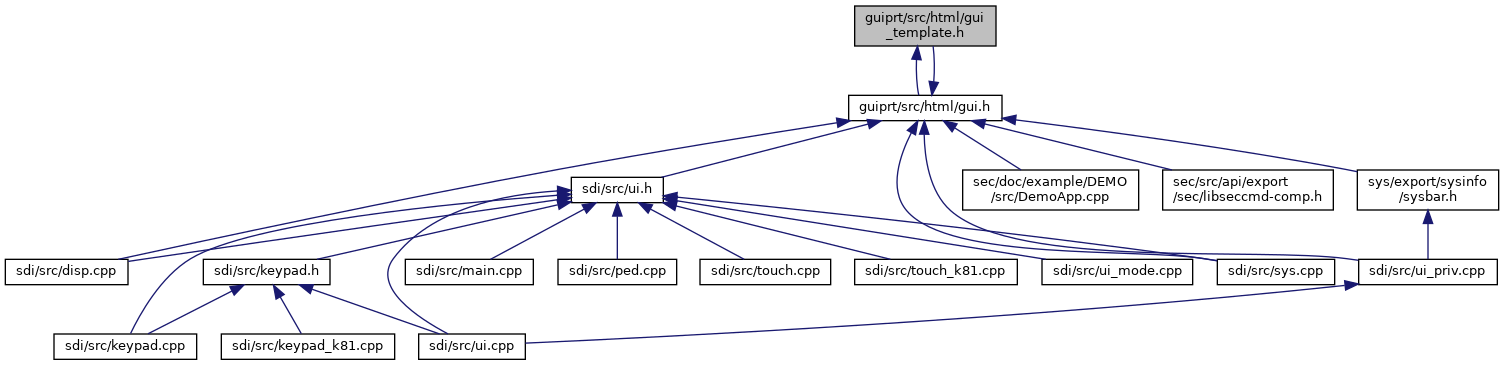 guiprt/src/html/gui
_template.h
guiprt/src/html/gui.h
sdi/src/ui.h
sec/doc/example/DEMO
/src/DemoApp.cpp
sec/src/api/export
/sec/libseccmd-comp.h
sys/export/sysinfo
/sysbar.h
sdi/src/disp.cpp
sdi/src/keypad.h
sdi/src/main.cpp
sdi/src/ped.cpp
sdi/src/touch.cpp
sdi/src/touch_k81.cpp
sdi/src/ui_mode.cpp
sdi/src/sys.cpp
sdi/src/ui_priv.cpp
sdi/src/keypad.cpp
sdi/src/keypad_k81.cpp
sdi/src/ui.cpp